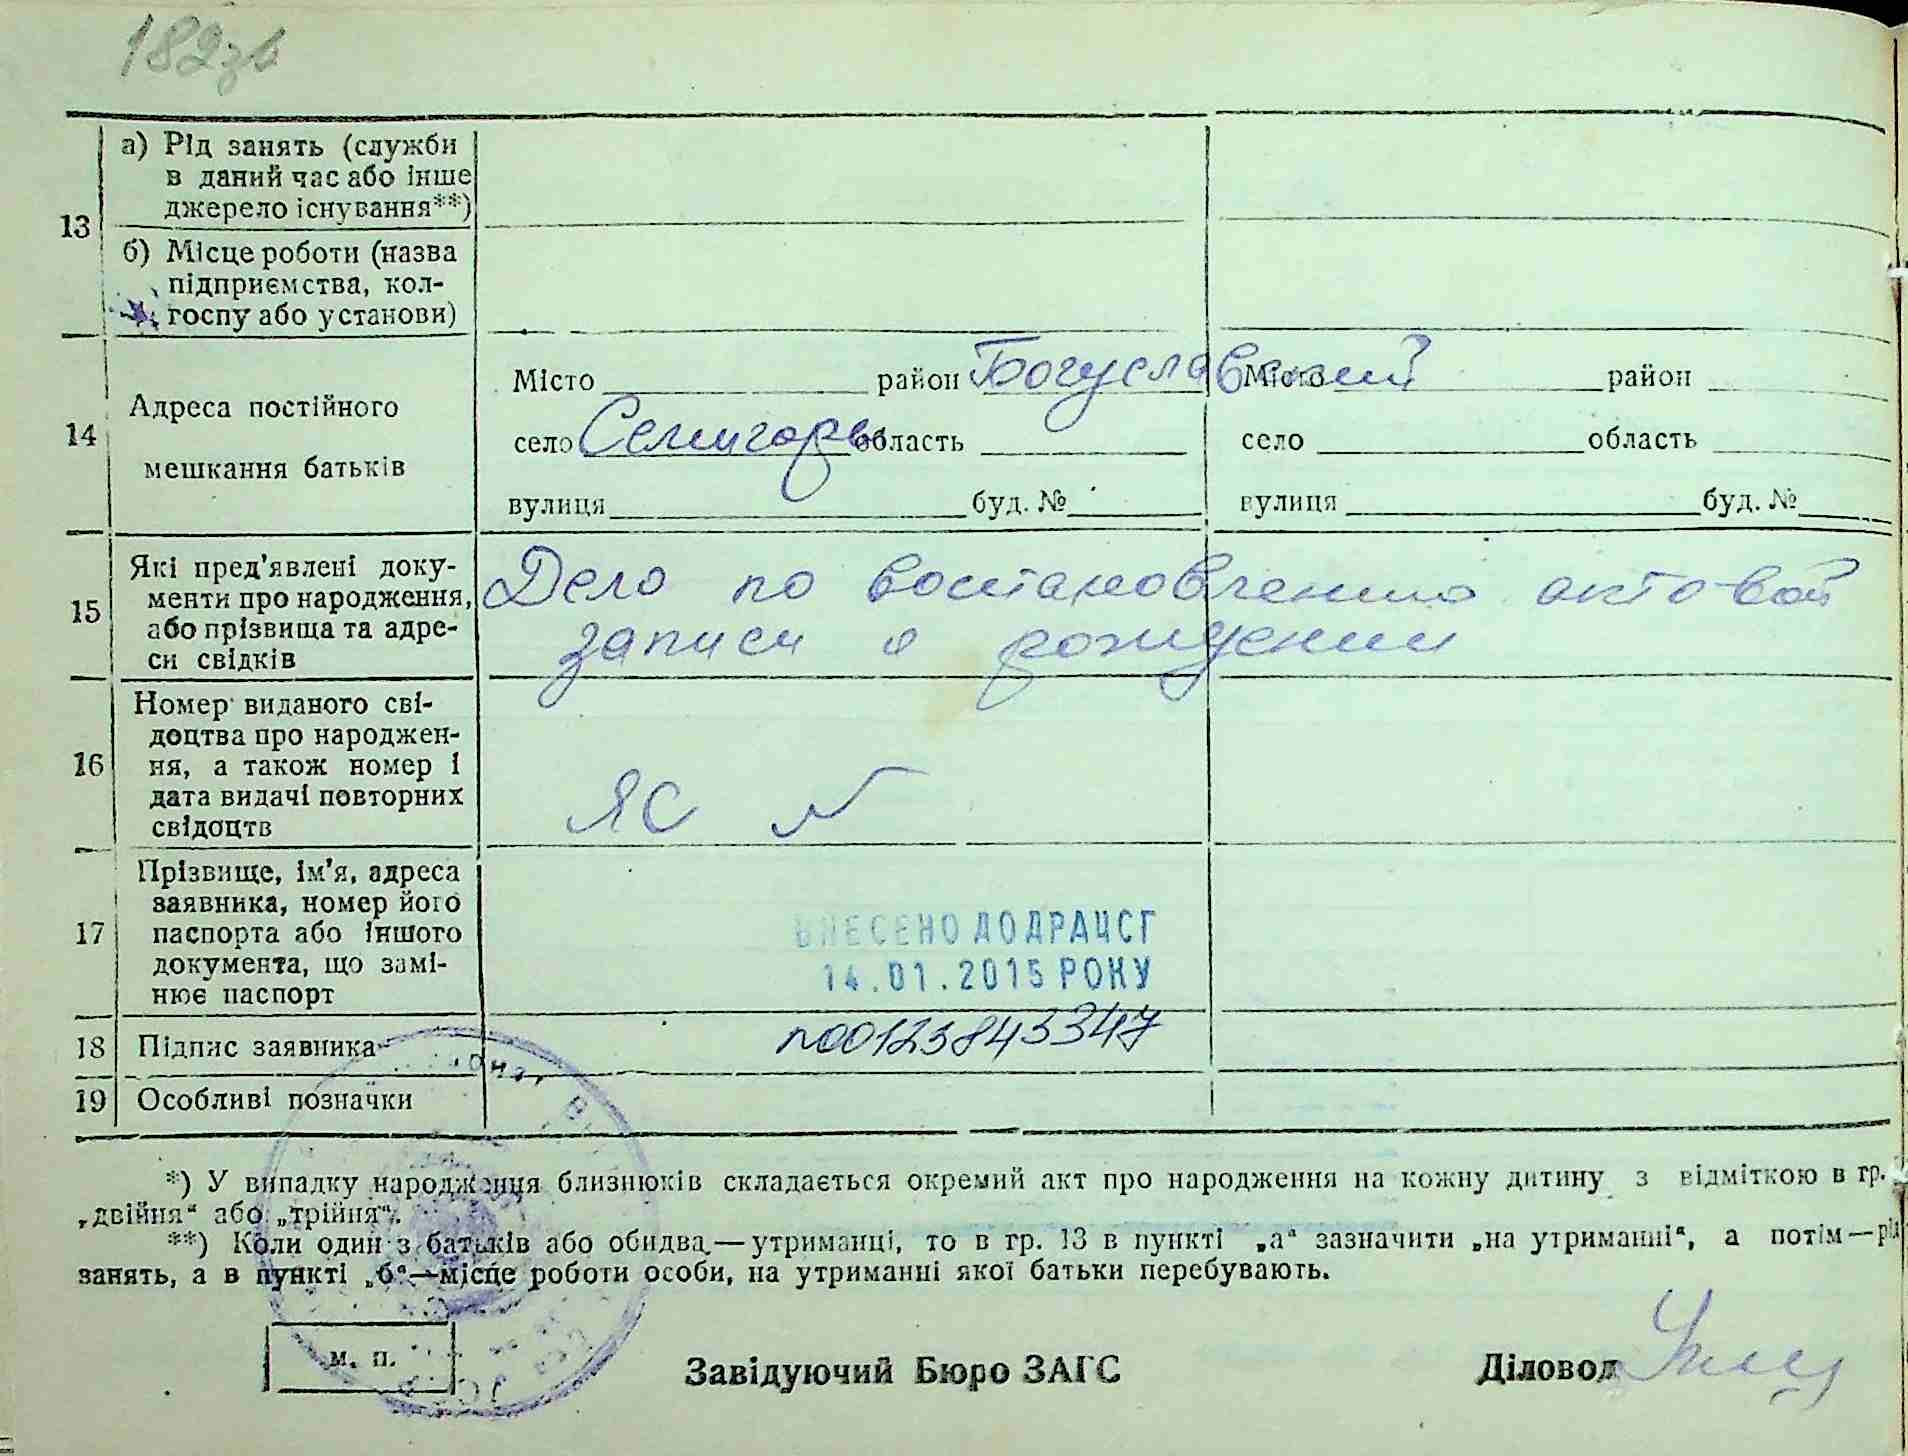 182зв
13
а) Рід занять (служби
в даний час або інше
джерело існування**)
б) Місце роботи (назва
підприємства, кол-
госпу або установи)
14
Адреса постійного
мешкання батьків
Місто район Богуславский
село Семигоры область
вулиця буд. №
Місто район
село область
вулиця буд. №
15
Які пред'явлені доку-
менти про народження,
або прізвища та адре-
си свідків
Дело по востановлению актовой
записи о рождении
16
Номер виданого сві-
доцтва про народжен-
ня, а також номер і
дата видачі повторних
свідоцтв
ЯС №
17
Прізвище, ім'я, адреса
заявника, номер його
паспорта або іншого
документа, що замі-
нює паспорт
ВНЕСЕНО ДО ДРАЦСГ
14.01.2015 РОКУ
18
Підпис заявника
n00123843347
19
Особливі позначки
*) У випадку народження близнюків складається окремий акт про народження на кожну дитину з відміткою в гр.
„двійня“ або „трійня“.
**) Коли один з батьків або обидва — утриманці, то в гр. 13 в пункті „а“ зазначити „на утриманні“, а потім — рід
занять, а в пункті „б“ — місце роботи особи, на утриманні якої батьки перебувають.
м. п.
Завідуючий Бюро ЗАГС
Діловод